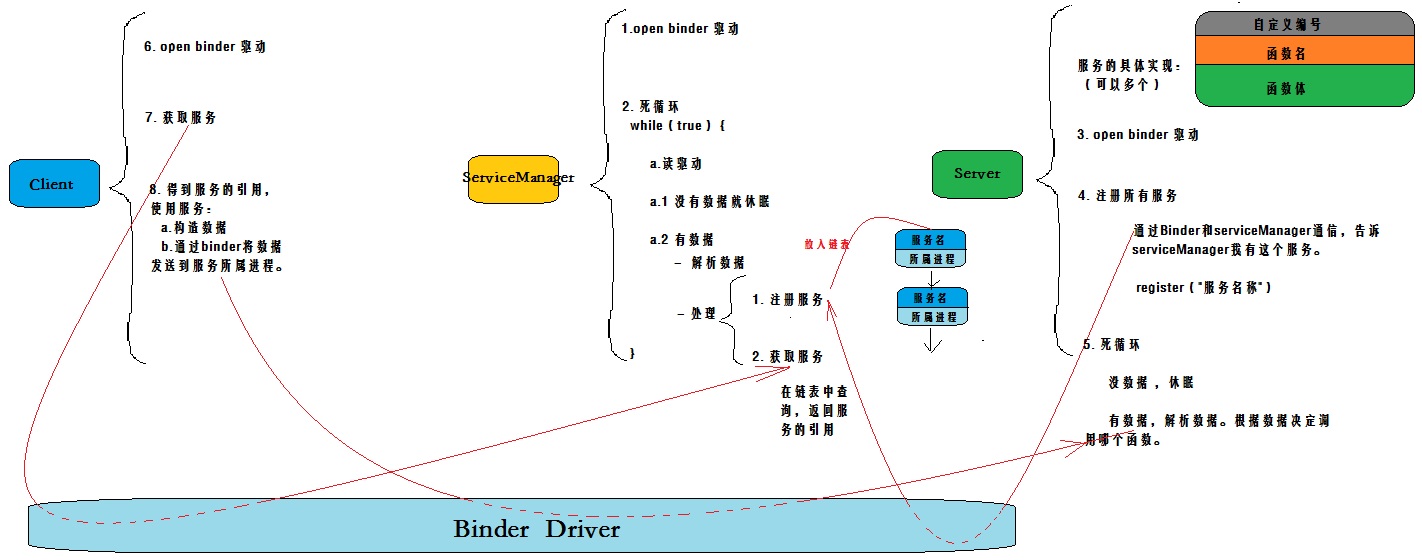 6. open binder 驱动
7. 获取服务
Client
8. 得到服务的引用，
使用服务：
a.构造数据
b.通过binder将数据
发送到服务所属进程。
1.open binder 驱动
2. 死循环
while（true）{
a.读驱动
ServiceManager
a.1 没有数据就休眠
a.2 有数据
－ 解析数据
－处理
1. 注册服务
2. 获取服务
}
在链表中查
询，返回服
务的引用
放入链表
服务名
所属进程
服务名
所属进程
自定义编号
函数名
函数体
服务的具体实现：
（可以多个）
3. open binder 驱动
Server
4. 注册所有服务
通过Binder和serviceManager通信，告诉
serviceManager我有这个服务。
register（"服务名称"）
5. 死循环
没数据 ，休眠
有数据，解析数据。根据数据决定调
用哪个函数。
Binder Driver